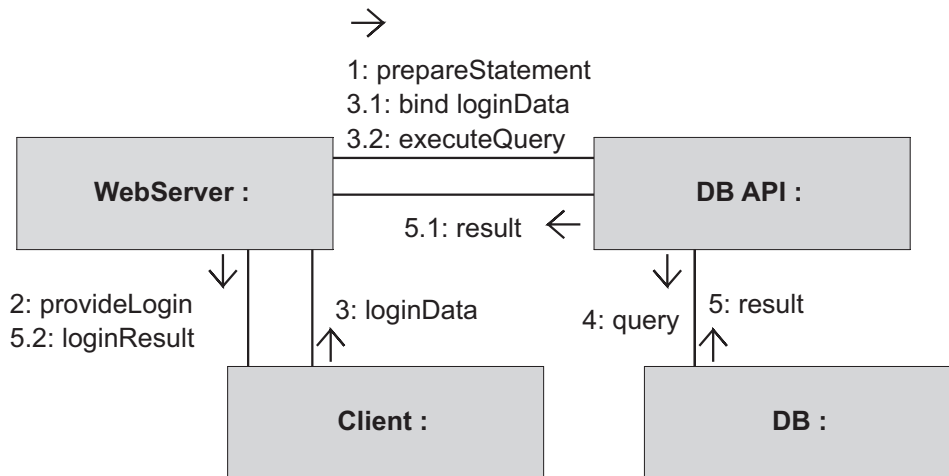 1: prepareStatement
3.1: bind loginData
3.2: executeQuery
WebServer :
DB API :
5.1: result
2: provideLogin
5.2: loginResult
3: loginData
4: query
5: result
Client :
DB :